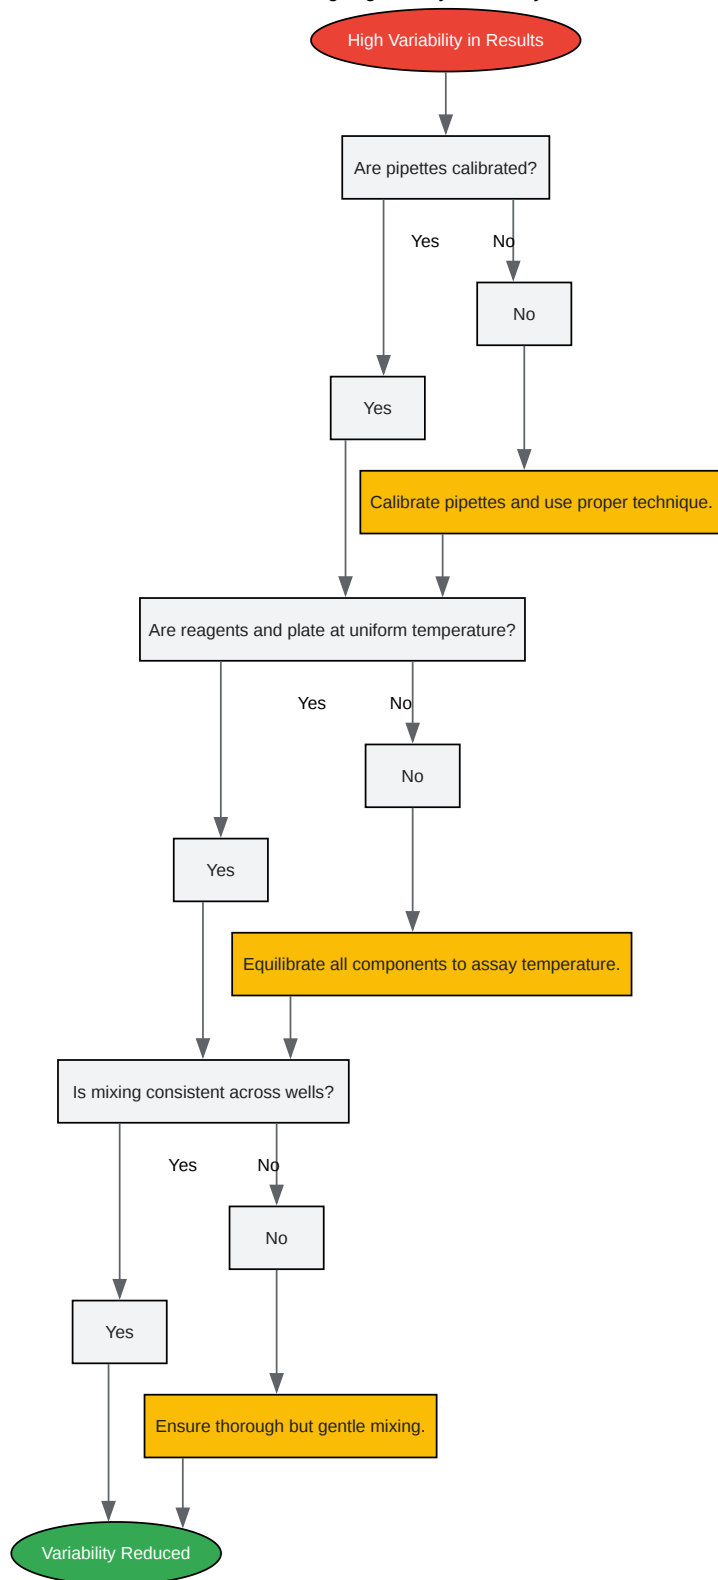 High Variability in Results
Are pipettes calibrated?
Yes
No
No
Yes
Calibrate pipettes and use proper technique.
Are reagents and plate at uniform temperature?
Yes
No
No
Yes
Equilibrate all components to assay temperature.
Is mixing consistent across wells?
Yes
No
No
Yes
Ensure thorough but gentle mixing.
Variability Reduced